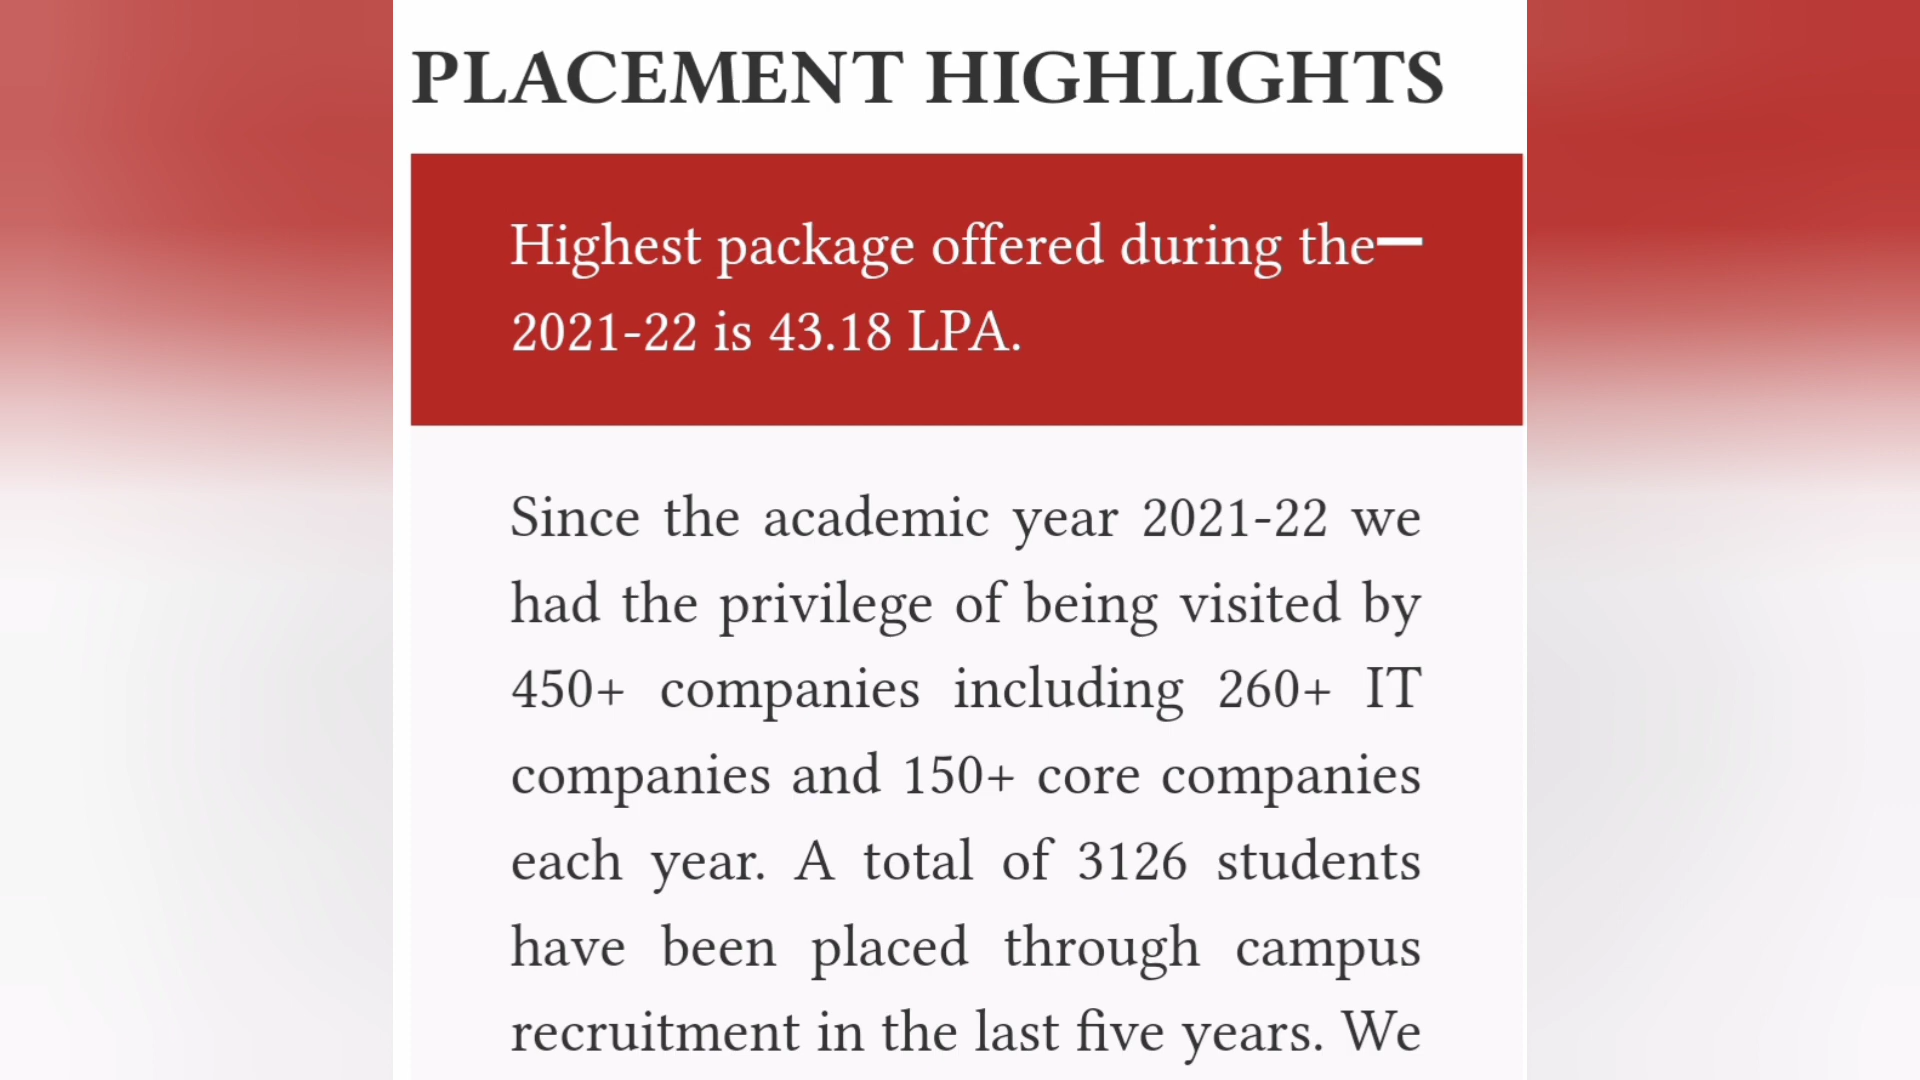 PLACEMENT HIGHLIGHTS
Highest package offered during the
2021-22 is 43.18 LPA.
Since the academic year 2021-22 we
had the privilege of being visited by
450+ companies including 260+ IT
companies and 150+ core companies
each year. A total of 3126 students
have been placed through campus
recruitment in the last five years. We